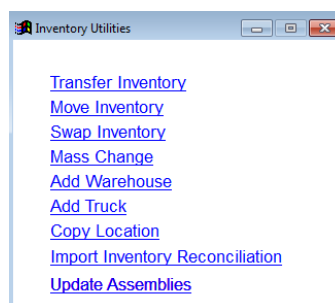 Inventory Utilities
Transfer Inventory
Move Inventory
Swap Inventory
Mass Change
Add Warehouse
Add Truck
Copy Location
Import Inventory Reconciliation
Update Assemblies